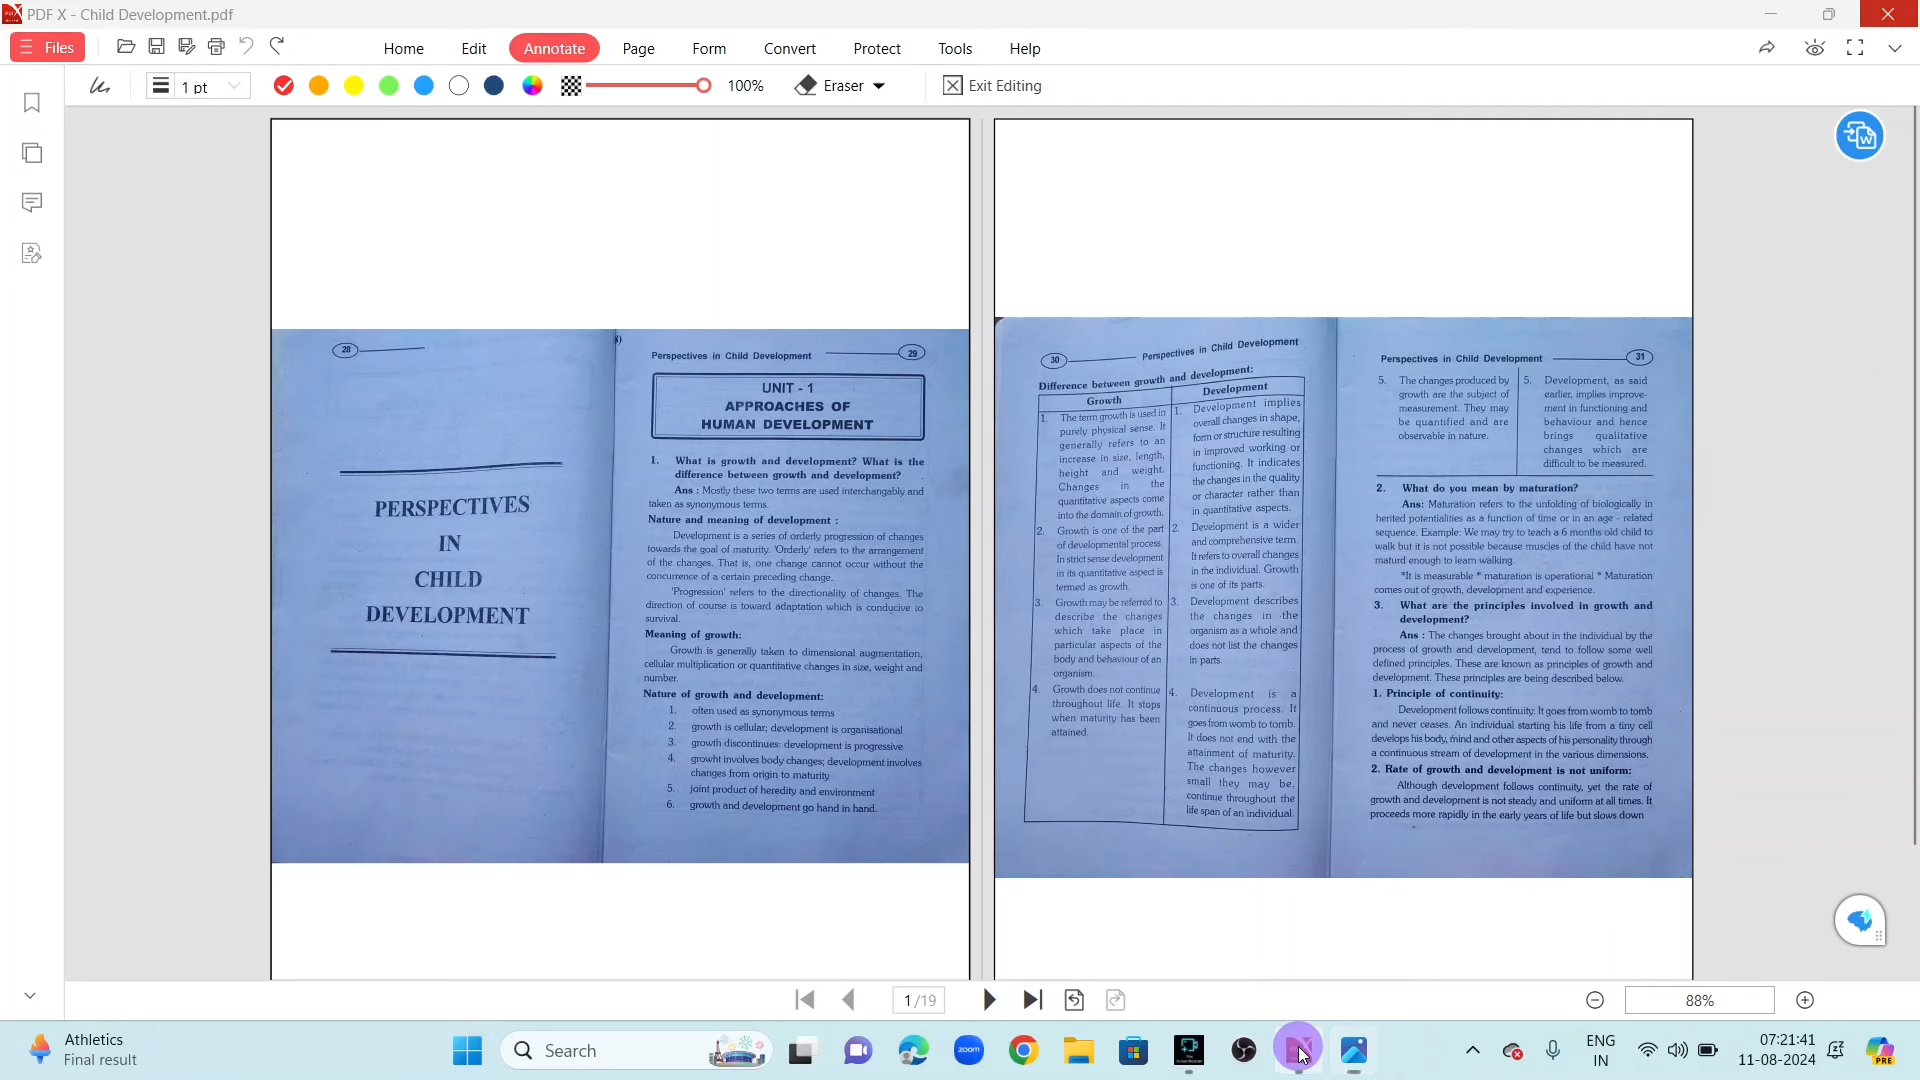 PDF X - Child Development.pdf
Files
Home Edit Annotate Page Form Convert Protect Tools Help
1 pt
100%
Eraser
Exit Editing
28
PERSPECTIVES
IN
CHILD
DEVELOPMENT
Perspectives in Child Development 29
UNIT - 1
APPROACHES OF
HUMAN DEVELOPMENT
1. What is growth and development? What is the
difference between growth and development?
Ans : Mostly these two terms are used interchangably and
taken as synonymous terms.
Nature and meaning of development :
Development is a series of orderly progression of changes
towards the goal of maturity. 'Orderly' refers to the arrangement
of the changes. That is, one change cannot occur without the
concurrence of a certain preceding change.
'Progression' refers to the directionality of changes. The
direction of course is toward adaptation which is conducive to
survival.
Meaning of growth:
Growth is generally taken to dimensional augmentation,
cellular multiplication or quantitative changes in size, weight and
number.
Nature of growth and development:
1. often used as synonymous terms
2. growth is cellular; development is organisational
3. growth discontinues: development is progressive
4. growht involves body changes; development involves
changes from origin to maturity
5. joint product of heredity and environment
6. growth and development go hand in hand.
30 Perspectives in Child Development
Difference between growth and development:
Growth
1. The term growth is used in
purely physical sense. It
generally refers to an
increase in size, length,
height and weight.
Changes in the
quantitative aspects come
into the domain of growth.
2. Growth is one of the part
of developmental process.
In strict sense development
in its quantitative aspect is
termed as growth.
3. Growth may be referred to
describe the changes
which take place in
particular aspects of the
body and behaviour of an
organism.
4. Growth does not continue
throughout life. It stops
when maturity has been
attained.
Development
1. Development implies
overall changes in shape,
form or structure resulting
in improved working or
functioning. It indicates
the changes in the quality
or character rather than
in quantitative aspects.
2. Development is a wider
and comprehensive term.
It refers to overall changes
in the individual. Growth
is one of its parts.
3. Development describes
the changes in the
organism as a whole and
does not list the changes
in parts.
4. Development is a
continuous process. It
goes from womb to tomb.
It does not end with the
attainment of maturity.
The changes however
small they may be,
continue throughout the
life span of an individual.
Perspectives in Child Development 31
5. The changes produced by
growth are the subject of
measurement. They may
be quantified and are
observable in nature.
5. Development, as said
earlier, implies improve-
ment in functioning and
behaviour and hence
brings qualitative
changes which are
difficult to be measured.
2. What do you mean by maturation?
Ans: Maturation refers to the unfolding of biologically in
herited potentialities as a function of time or in an age - related
sequence. Example: We may try to teach a 6 months old child to
walk but it is not possible because muscles of the child have not
maturd enough to learn walking.
*It is measurable * maturation is operational * Maturation
comes out of growth, development and experience.
3. What are the principles involved in growth and
development?
Ans : The changes brought about in the individual by the
process of growth and development, tend to follow some well
defined principles. These are known as principles of growth and
development. These principles are being described below.
1. Principle of continuity:
Development follows continuity. It goes from womb to tomb
and never ceases. An individual starting his life from a tiny cell
develops his body, mind and other aspects of his personality through
a continuous stream of development in the various dimensions.
2. Rate of growth and development is not uniform:
Although development follows continuity, yet the rate of
growth and development is not steady and uniform at all times. It
proceeds more rapidly in the early years of life but slows down
1 /19
88%
Athletics
Final result
Search
zoom
ENG
IN
07:21:41
11-08-2024
PRE